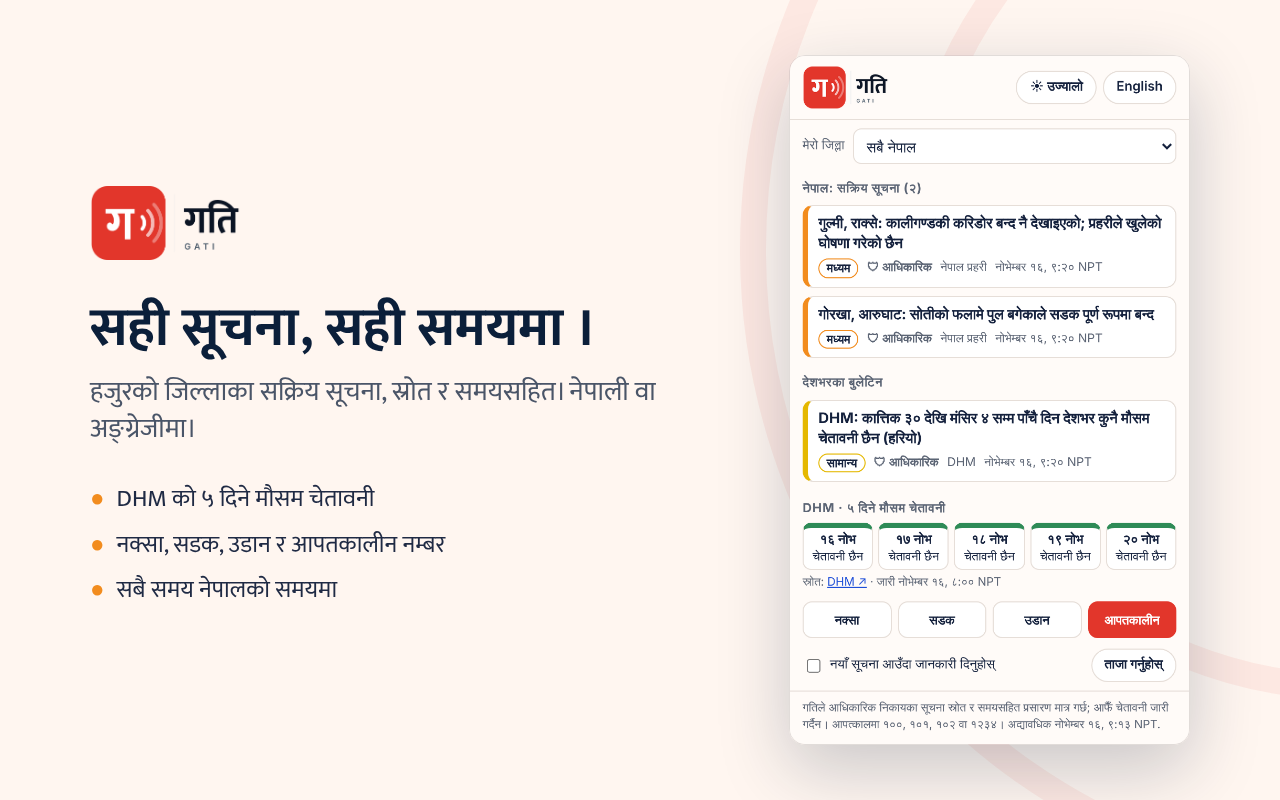 ग
गति
GATI
सही सूचना, सही समयमा ।
हजुरको जिल्लाका सक्रिय सूचना, स्रोत र समयसहित। नेपाली वा
अङ्ग्रेजीमा।
DHM को ५ दिने मौसम चेतावनी
नक्सा, सडक, उडान र आपतकालीन नम्बर
सबै समय नेपालको समयमा
ग
गति
GATI
☀ उज्यालो
English
मेरो जिल्ला
सबै नेपाल
नेपाल: सक्रिय सूचना (२)
गुल्मी, राक्से: कालीगण्डकी करिडोर बन्द नै देखाइएको; प्रहरीले खुलेको
घोषणा गरेको छैन
मध्यम 🛡 आधिकारिक नेपाल प्रहरी नोभेम्बर १६, ९:२० NPT
गोरखा, आरुघाट: सोतीको फलामे पुल बगेकाले सडक पूर्ण रूपमा बन्द
मध्यम 🛡 आधिकारिक नेपाल प्रहरी नोभेम्बर १६, ९:२० NPT
देशभरका बुलेटिन
DHM: कात्तिक ३० देखि मंसिर ४ सम्म पाँचै दिन देशभर कुनै मौसम
चेतावनी छैन (हरियो)
सामान्य 🛡 आधिकारिक DHM नोभेम्बर १६, ९:२० NPT
DHM · ५ दिने मौसम चेतावनी
१६ नोभ १७ नोभ १८ नोभ १९ नोभ २० नोभ
चेतावनी छैन चेतावनी छैन चेतावनी छैन चेतावनी छैन चेतावनी छैन
स्रोत: DHM ↗ · जारी नोभेम्बर १६, ८:०० NPT
नक्सा सडक उडान आपतकालीन
नयाँ सूचना आउँदा जानकारी दिनुहोस्
ताजा गर्नुहोस्
गतिले आधिकारिक निकायका सूचना स्रोत र समयसहित प्रसारण मात्र गर्छ; आफैँ चेतावनी जारी
गर्दैन। आपत्कालमा १००, १०१, १०२ वा १२३४। अद्यावधिक नोभेम्बर १६, ९:१३ NPT.